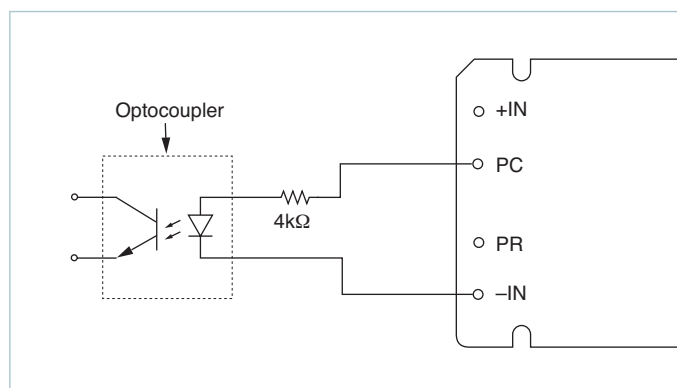 Optocoupler
+IN
PC
4kΩ
PR
–IN